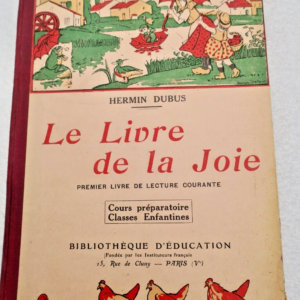 HERMIN DUBUS
Le Livre
de la Joie
PREMIER LIVRE DE LECTURE COURANTE
Cours préparatoire
Classes Enfantines
BIBLIOTHÈQUE D'ÉDUCATION
(Fondée par les Instituteurs français)
15, Rue de Cluny — PARIS (Vᵉ)